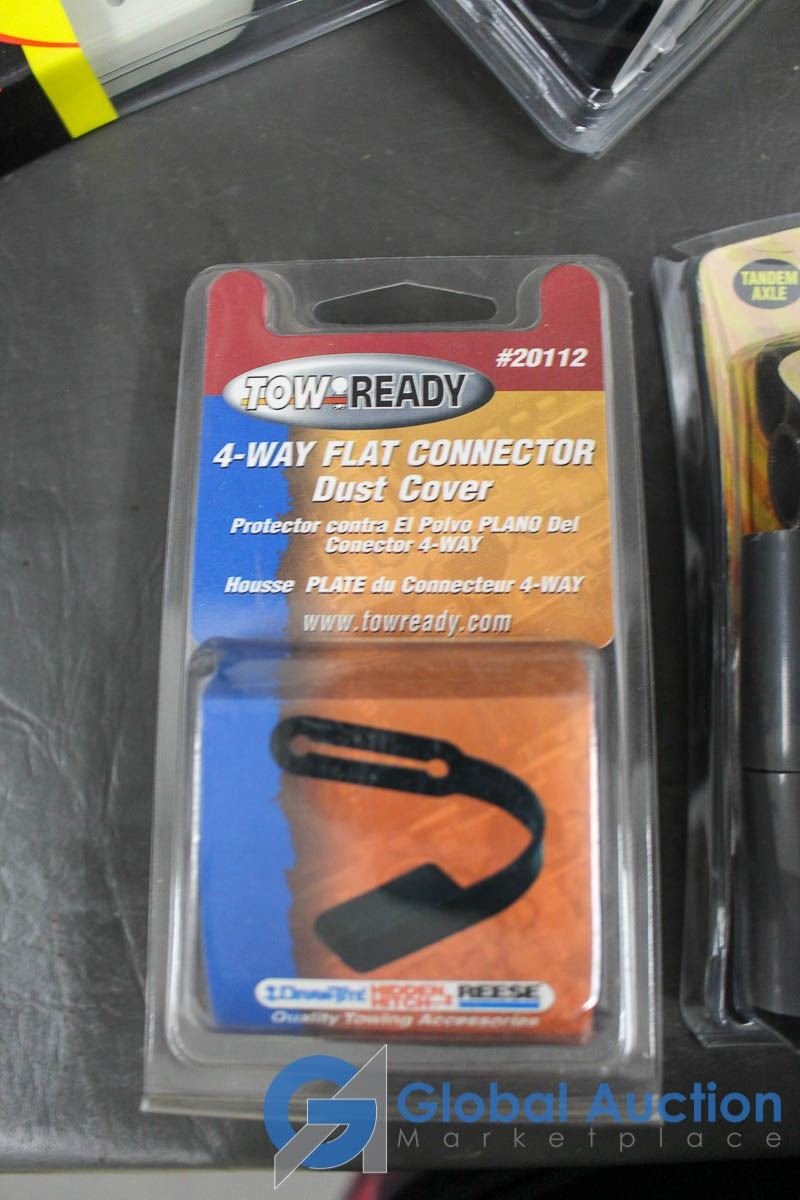 TANDEM
AXLE
#20112
TOW READY
4-WAY FLAT CONNECTOR
Dust Cover
Protector contra El Polvo PLANO Del
Conector 4-WAY
Housse PLATE du Connecteur 4-WAY
www.towready.com
DRAW-TITE HIDDEN HITCH REESE
Quality Towing Accessories
GA Global Auction
Marketplace